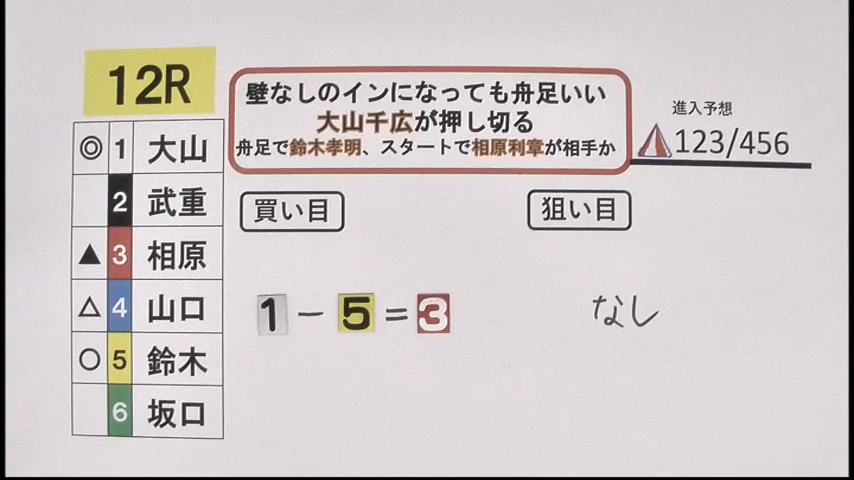 12R
壁なしのインになっても舟足いい
大山千広が押し切る
舟足で鈴木孝明、スタートで相原利章が相手か
進入予想
123/456
◎ 1 大山
2 武重
▲ 3 相原
△ 4 山口
○ 5 鈴木
6 坂口
買い目
狙い目
1-5=3
なし